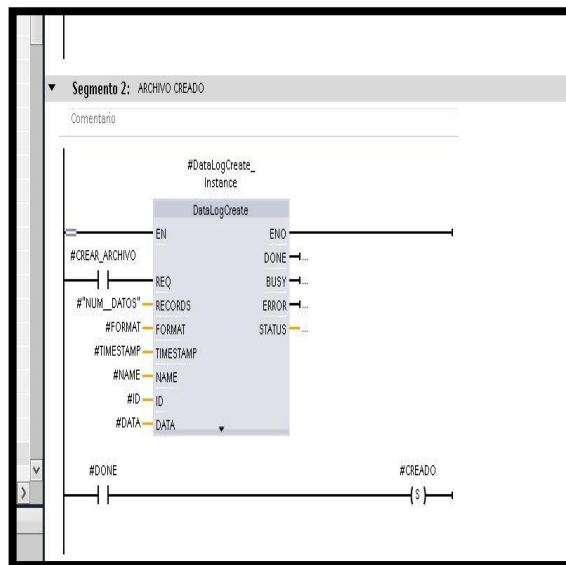 Segmento 2: ARCHIVO CREADO
Comentario
#DataLogCreate_
Instance
DataLogCreate
EN ENO
DONE ...
#CREAR_ARCHIVO
REQ BUSY ...
#"NUM__DATOS" RECORDS ERROR ...
#FORMAT FORMAT STATUS ...
#TIMESTAMP TIMESTAMP
#NAME NAME
#ID ID
#DATA DATA
#DONE #CREADO
S